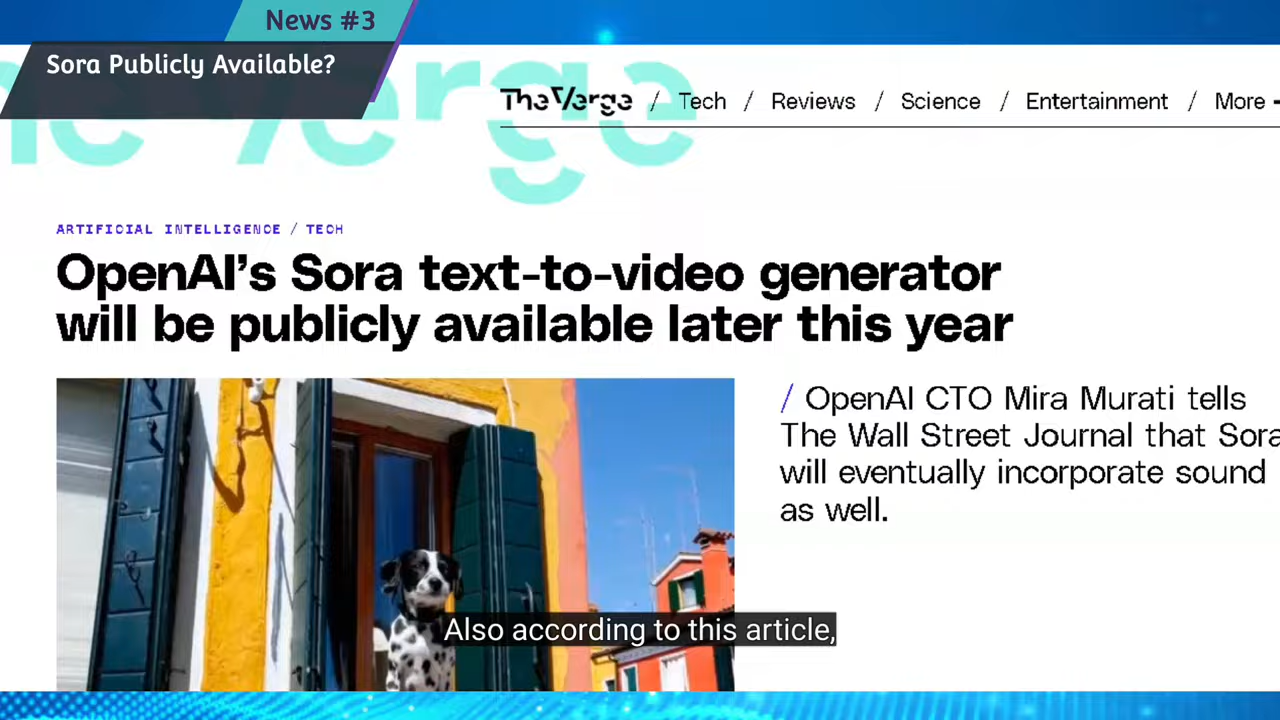 News #3
Sora Publicly Available?
he Verge
The Verge / Tech / Reviews / Science / Entertainment / More
ARTIFICIAL INTELLIGENCE / TECH
OpenAI’s Sora text-to-video generator
will be publicly available later this year
/ OpenAI CTO Mira Murati tells
The Wall Street Journal that Sora
will eventually incorporate sound
as well.
Also according to this article,